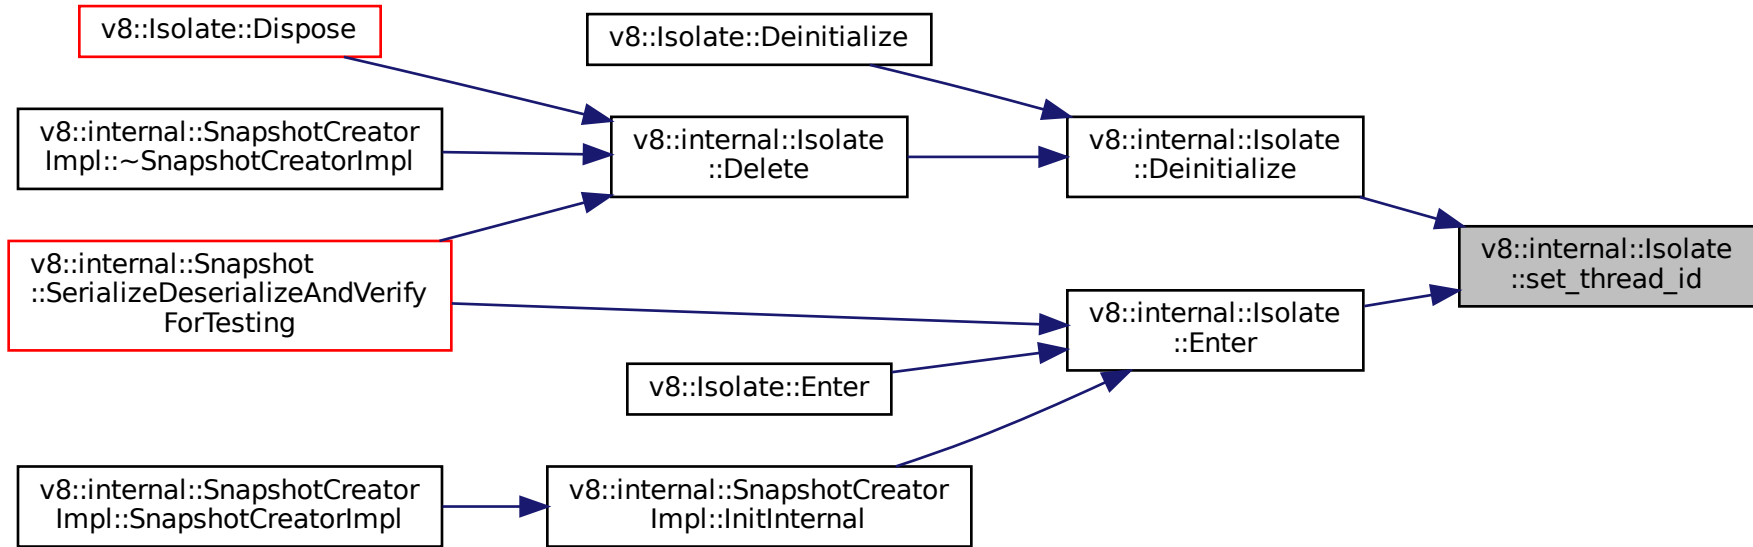 v8::Isolate::Dispose
v8::internal::SnapshotCreator
Impl::~SnapshotCreatorImpl
v8::internal::Snapshot
::SerializeDeserializeAndVerify
ForTesting
v8::internal::SnapshotCreator
Impl::SnapshotCreatorImpl
v8::Isolate::Deinitialize
v8::internal::Isolate
::Delete
v8::Isolate::Enter
v8::internal::SnapshotCreator
Impl::InitInternal
v8::internal::Isolate
::Deinitialize
v8::internal::Isolate
::Enter
v8::internal::Isolate
::set_thread_id